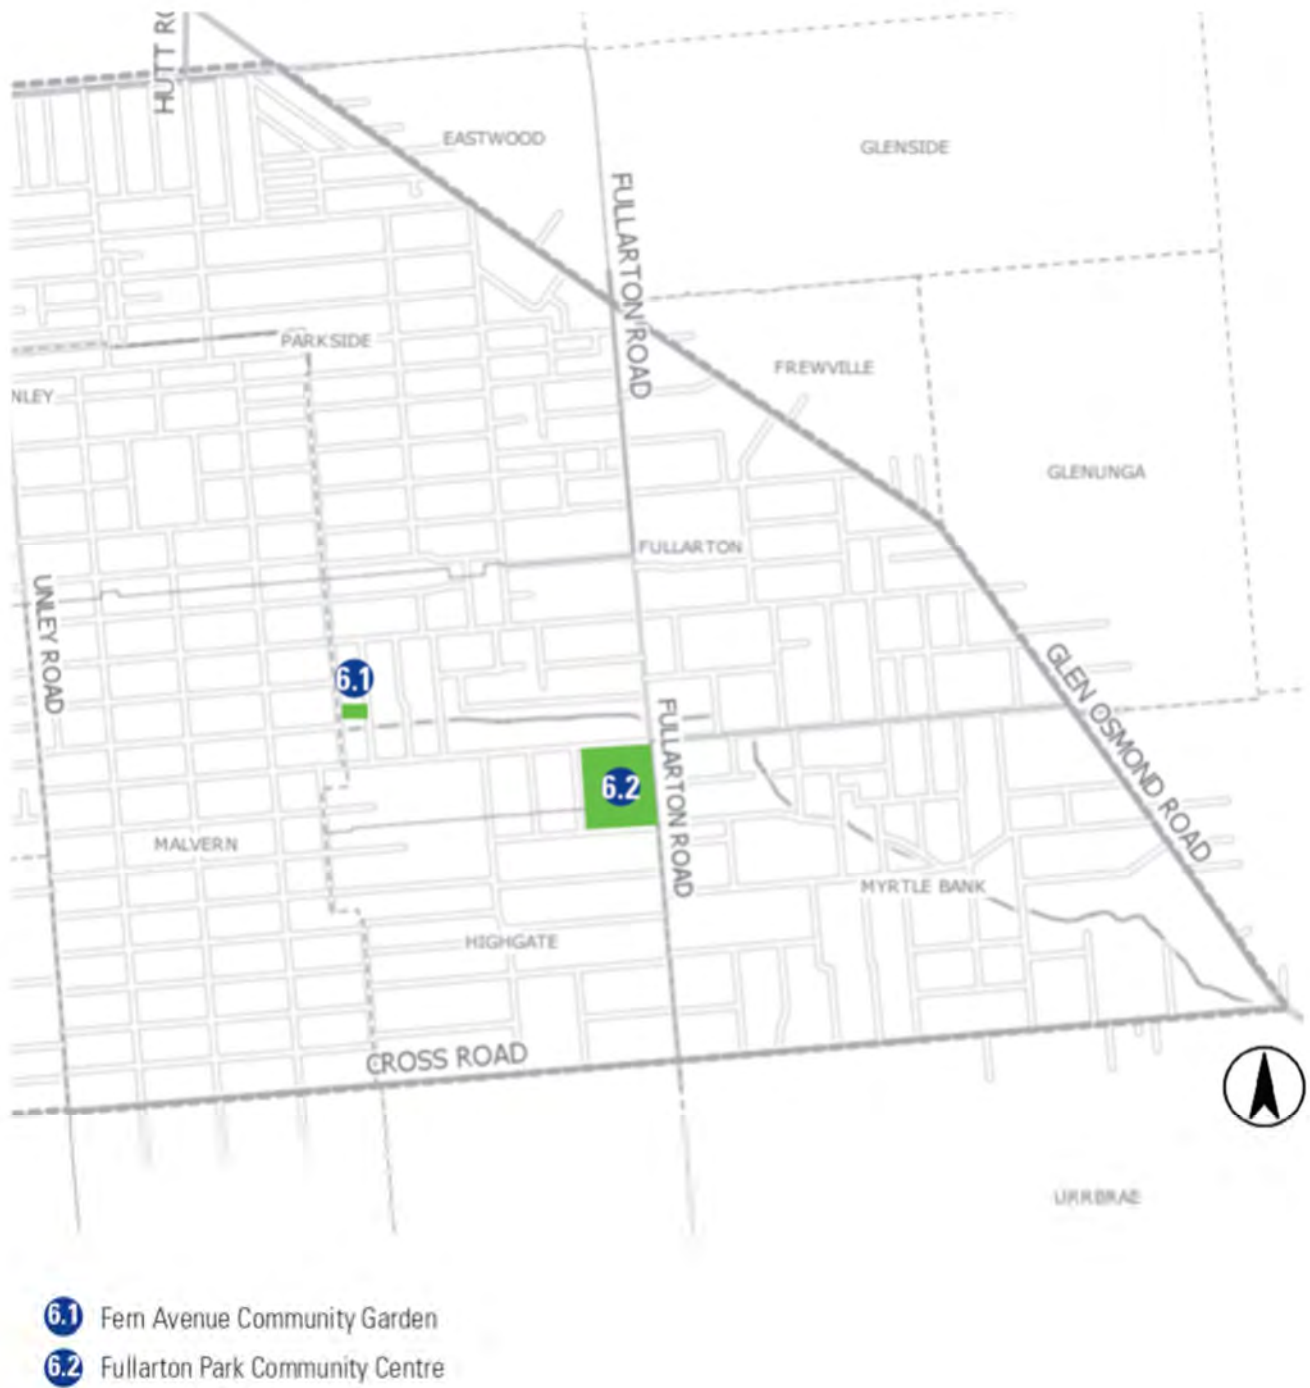 HUTT RO
EASTWOOD
GLENSIDE
FULLARTON ROAD
PARKSIDE
FREWVILLE
NLEY
GLENUNGA
FULLARTON
UNLEY ROAD
6.1
GLEN OSMOND ROAD
FULLARTON ROAD
6.2
MALVERN
MYRTLE BANK
HIGHGATE
CROSS ROAD
URRBRAE
6.1 Fern Avenue Community Garden
6.2 Fullarton Park Community Centre